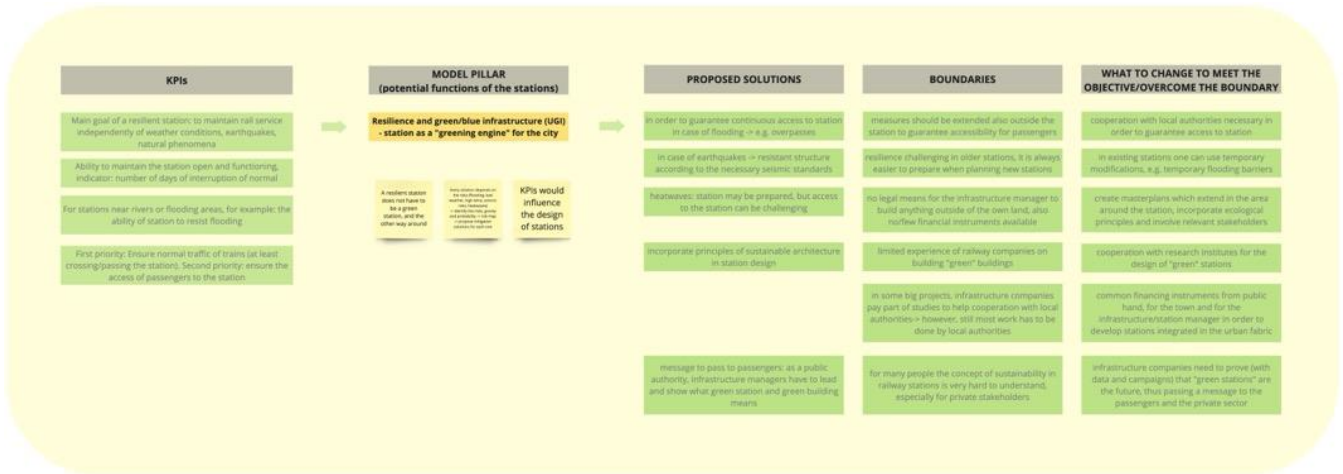 KPIs
Main goal of a resilient station: to maintain rail service
independently of weather conditions, earthquakes,
natural phenomena
Ability to maintain the station open and functioning,
indicator: number of days of interruption of normal
For stations near rivers or flooding areas, for example: the
ability of station to resist flooding
First priority: Ensure normal traffic of trains (at least
crossing/passing the station). Second priority: ensure the
access of passengers to the station
MODEL PILLAR
(potential functions of the stations)
Resilience and green/blue infrastructure (UGI)
- station as a "greening engine" for the city
A resilient station
does not have to
be a green
station, and the
other way around
KPIs would
influence
the design
of stations
PROPOSED SOLUTIONS
in order to guarantee continuous access to station
in case of flooding -> e.g. overpasses
in case of earthquakes -> resistant structure
according to the necessary seismic standards
heatwaves: station may be prepared, but access
to the station can be challenging
incorporate principles of sustainable architecture
in station design
message to pass to passengers: as a public
authority, infrastructure managers have to lead
and show what green station and green building
means
BOUNDARIES
measures should be extended also outside the
station to guarantee accessibility for passengers
resilience challenging in older stations, it is always
easier to prepare when planning new stations
no legal means for the infrastructure manager to
build anything outside of the own land, also
no/few financial instruments available
limited experience of railway companies on
building "green" buildings
in some big projects, infrastructure companies
pay part of studies to help cooperation with local
authorities-> however, still most work has to be
done by local authorities
for many people the concept of sustainability in
railway stations is very hard to understand,
especially for private stakeholders
WHAT TO CHANGE TO MEET THE
OBJECTIVE/OVERCOME THE BOUNDARY
cooperation with local authorities necessary in
order to guarantee access to station
in existing stations one can use temporary
modifications, e.g. temporary flooding barriers
create masterplans which extend in the area
around the station, incorporate ecological
principles and involve relevant stakeholders
cooperation with research institutes for the
design of "green" stations
common financing instruments from public
hand, for the town and for the
infrastructure/station manager in order to
develop stations integrated in the urban fabric
infrastructure companies need to prove (with
data and campaigns) that "green stations" are
the future, thus passing a message to the
passengers and the private sector